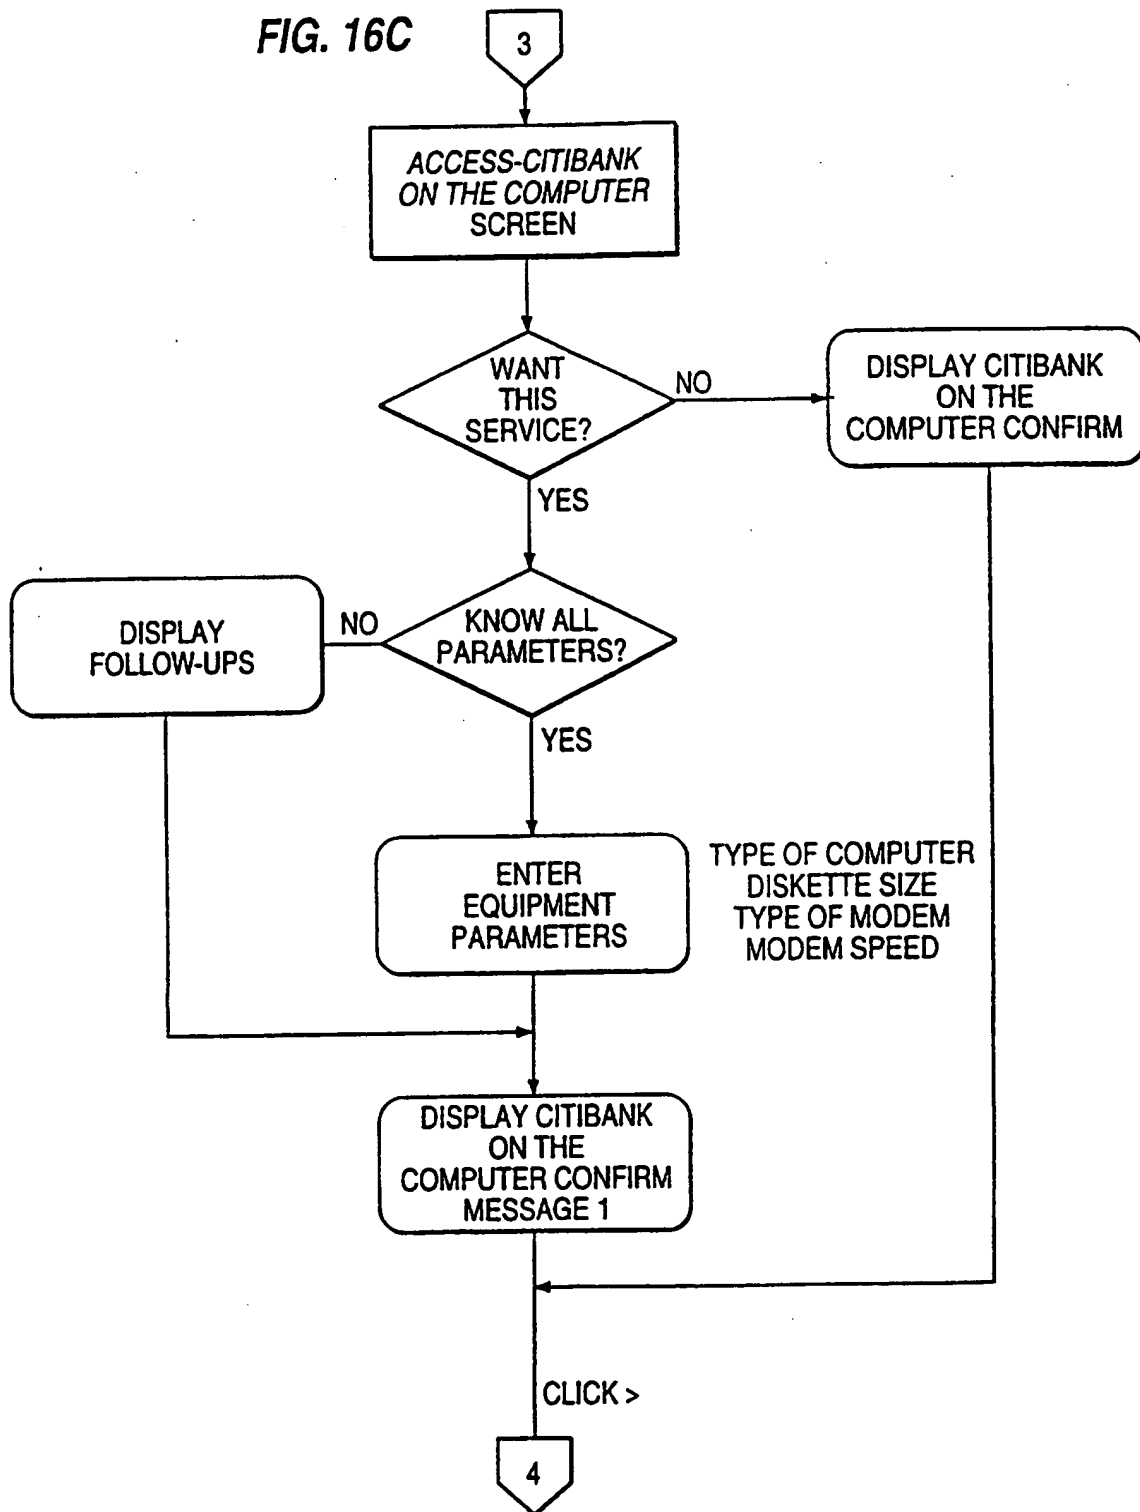 FIG. 16C
3
ACCESS-CITIBANK
ON THE COMPUTER
SCREEN
WANT
THIS
SERVICE?
NO
DISPLAY CITIBANK
ON THE
COMPUTER CONFIRM
YES
DISPLAY
FOLLOW-UPS
NO
KNOW ALL
PARAMETERS?
YES
ENTER
EQUIPMENT
PARAMETERS
TYPE OF COMPUTER
DISKETTE SIZE
TYPE OF MODEM
MODEM SPEED
DISPLAY CITIBANK
ON THE
COMPUTER CONFIRM
MESSAGE 1
CLICK >
4